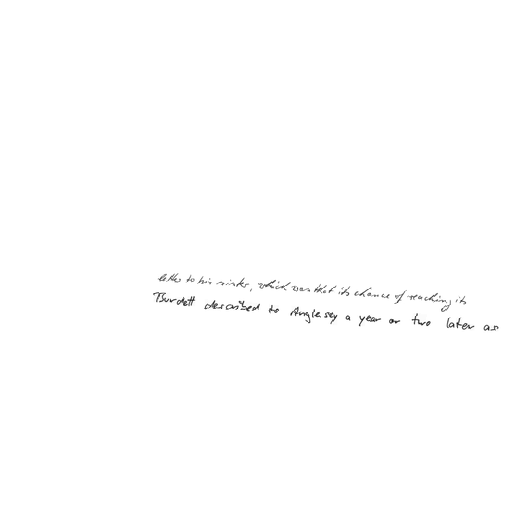 letter to his sister, which was that its chance of reaching its
Burdett described to Anglesey a year or two later as